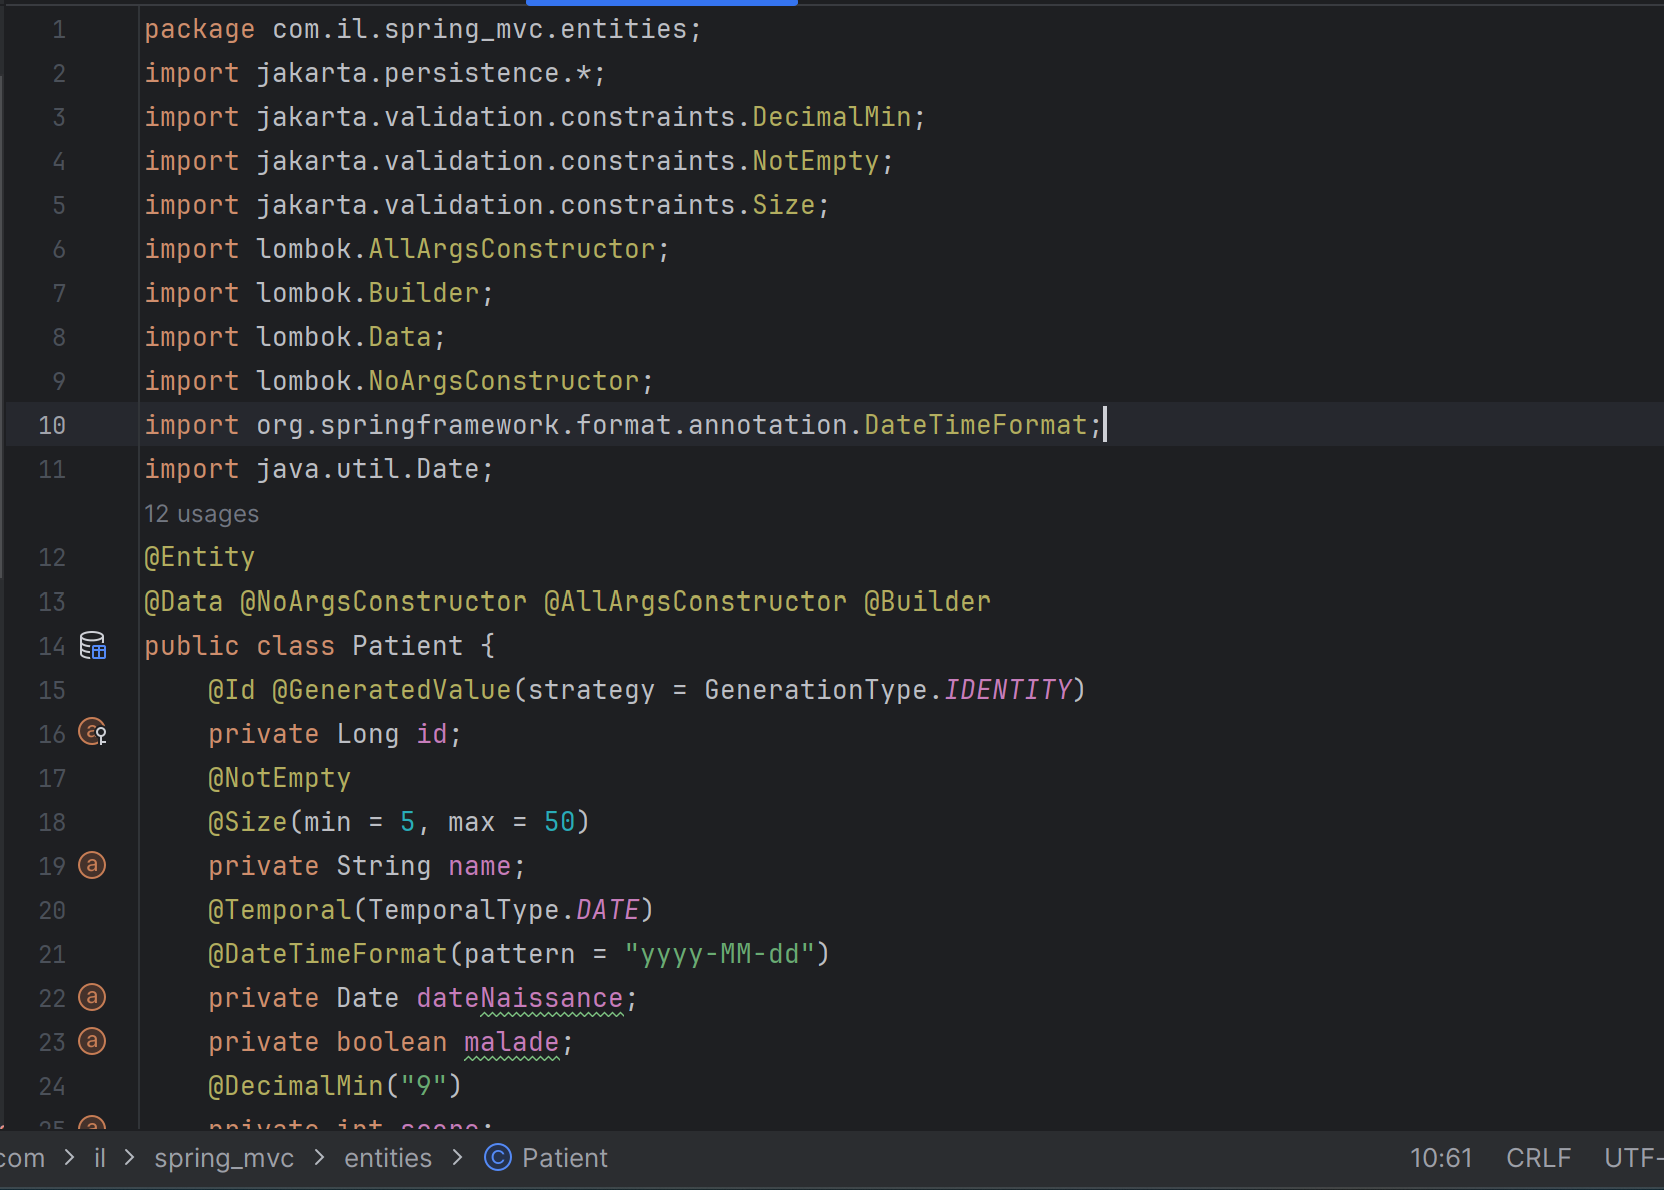 1 package com.il.spring_mvc.entities;
2 import jakarta.persistence.*;
3 import jakarta.validation.constraints.DecimalMin;
4 import jakarta.validation.constraints.NotEmpty;
5 import jakarta.validation.constraints.Size;
6 import lombok.AllArgsConstructor;
7 import lombok.Builder;
8 import lombok.Data;
9 import lombok.NoArgsConstructor;
10 import org.springframework.format.annotation.DateTimeFormat;
11 import java.util.Date;
12 usages
12 @Entity
13 @Data @NoArgsConstructor @AllArgsConstructor @Builder
14 public class Patient {
15 @Id @GeneratedValue(strategy = GenerationType.IDENTITY)
16 private Long id;
17 @NotEmpty
18 @Size(min = 5, max = 50)
19 private String name;
20 @Temporal(TemporalType.DATE)
21 @DateTimeFormat(pattern = "yyyy-MM-dd")
22 private Date dateNaissance;
23 private boolean malade;
24 @DecimalMin("9")
25 private int score;
com > il > spring_mvc > entities > © Patient 10:61 CRLF UTF-